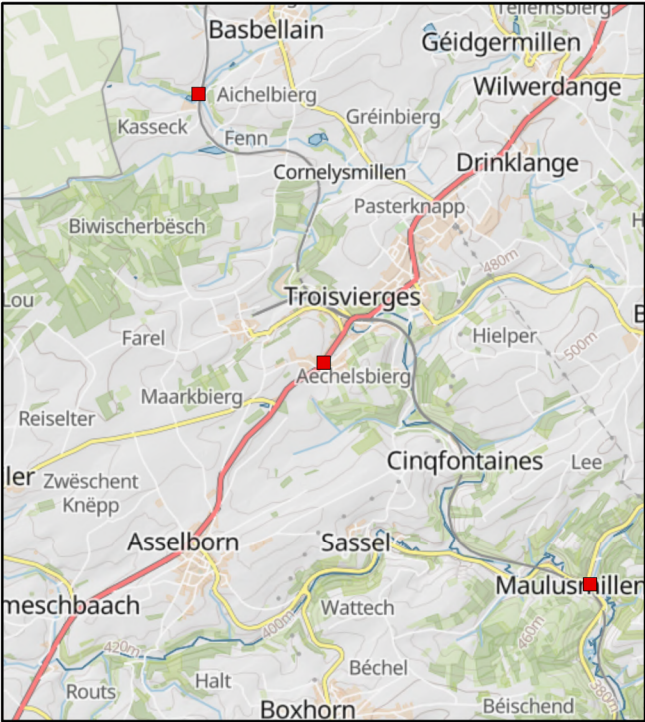 Tellemsbierg
Basbellain
Géidgermillen
Wilwerdange
Aichelbierg
Gréinbierg
Kasseck
Fenn
Drinklange
Cornelysmillen
Pasterknapp
Biwischerbësch
480m
Lou
Troisvierges
Farel
Hielper
500m
Aechelsbierg
Maarkbierg
Reiselter
Cinqfontaines
Lee
ler
Zwëschent
Knëpp
Asselborn
Sassel
Maulusmillen
meschbaach
Wattech
400m
460m
420m
Béchel
Halt
Routs
380m
Boxhorn
Béischend